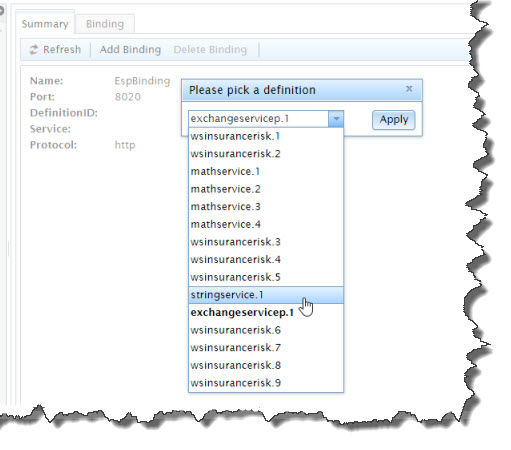 Summary Binding
Refresh Add Binding Delete Binding
Name: EspBinding
Port: 8020
DefinitionID:
Service:
Protocol: http
Please pick a definition x
exchangeservicep.1 Apply
wsinsurancerisk.1
wsinsurancerisk.2
mathservice.1
mathservice.2
mathservice.3
mathservice.4
wsinsurancerisk.3
wsinsurancerisk.4
wsinsurancerisk.5
stringservice.1
exchangeservicep.1
wsinsurancerisk.6
wsinsurancerisk.7
wsinsurancerisk.8
wsinsurancerisk.9